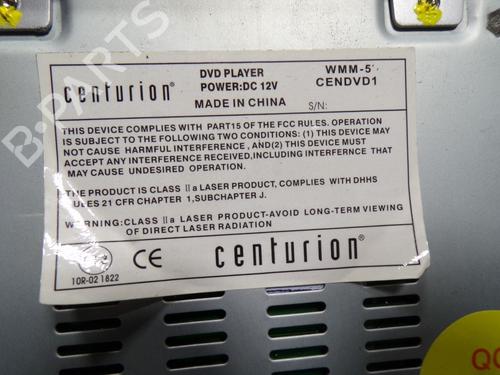 centurion®
DVD PLAYER
POWER:DC 12V
MADE IN CHINA
WMM-5
CENDVD1
S/N:
THIS DEVICE COMPLIES WITH PART15 OF THE FCC RULES. OPERATION
IS SUBJECT TO THE FOLLOWING TWO CONDITIONS: (1) THIS DEVICE MAY
NOT CAUSE HARMFUL INTERFERENCE , AND(2) THIS DEVICE MUST
ACCEPT ANY INTERFERENCE RECEIVED,INCLUDING INTERFERNCE THAT
MAY CAUSE UNDESIRED OPERATION.
THE PRODUCT IS CLASS IIa LASER PRODUCT, COMPLIES WITH DHHS
RULES 21 CFR CHAPTER 1,SUBCHAPTER J.
WARNING:CLASS IIa LASER PRODUCT-AVOID LONG-TERM VIEWING
OF DIRECT LASER RADIATION
CE
centurion®
10R-02 1822
B-PARTS